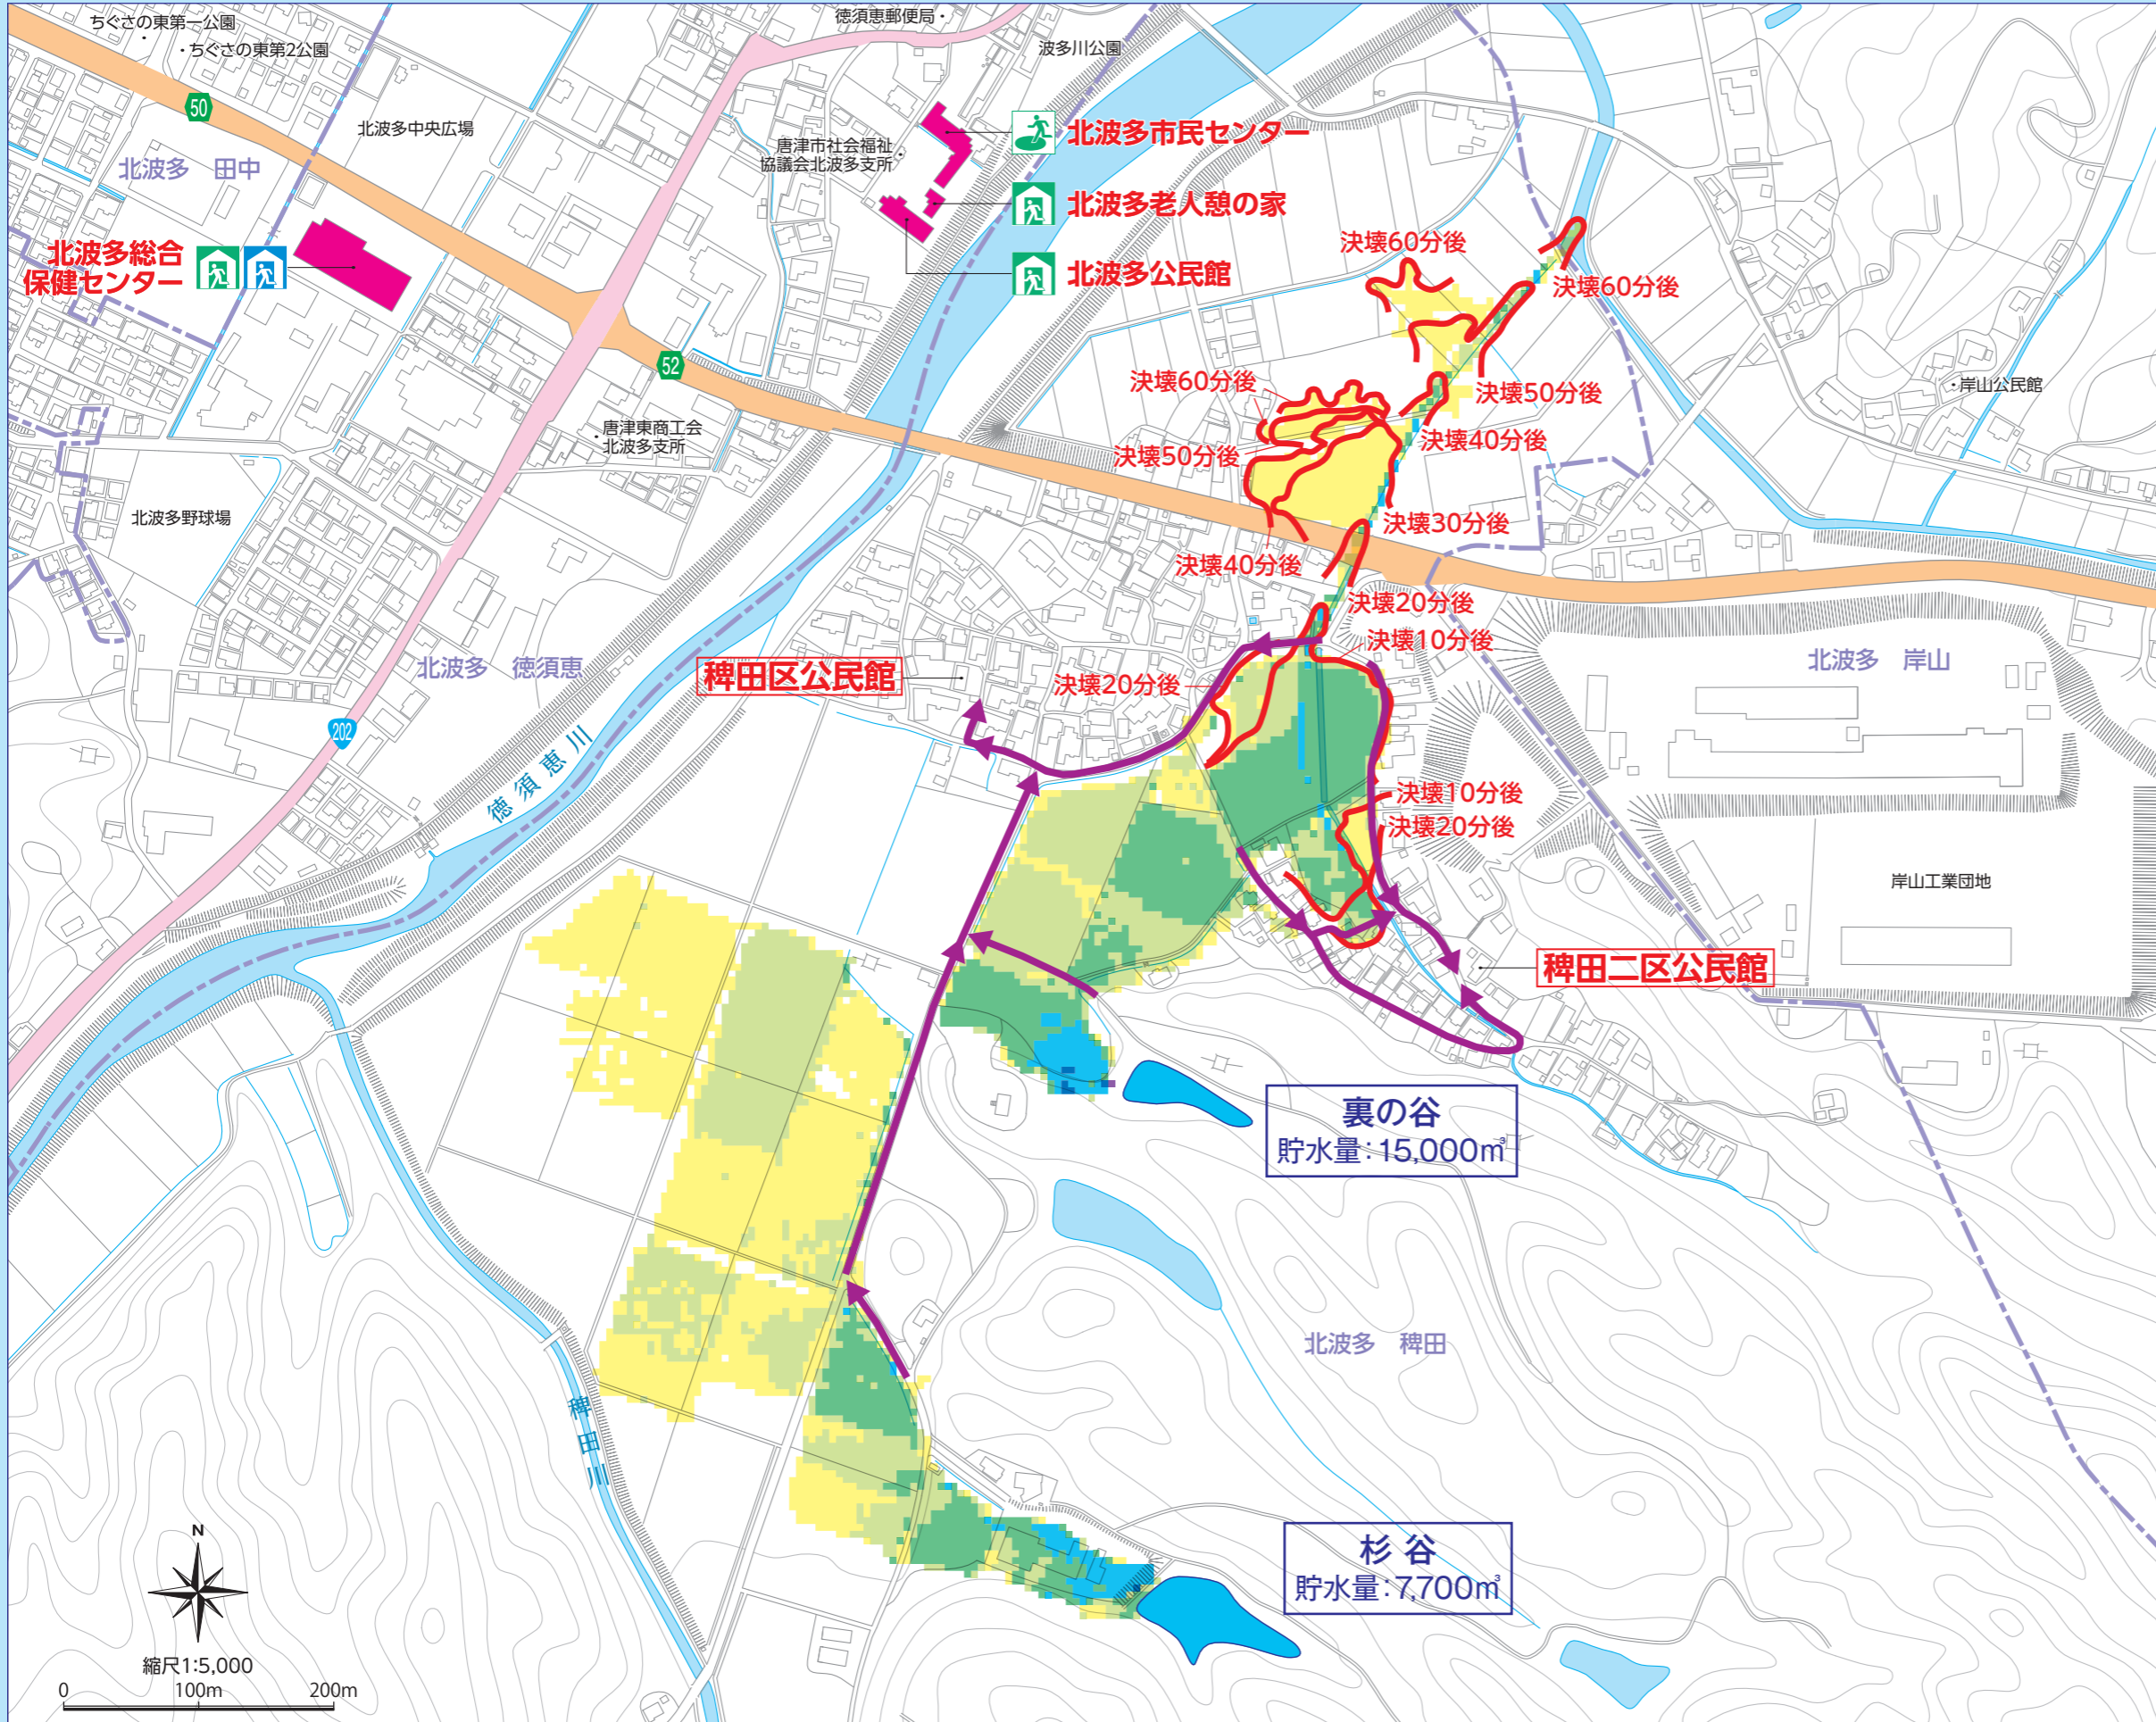 ちぐさの東第一公園
・ちぐさの東第2公園
徳須恵郵便局・
波多川公園
50
北波多中央広場
北波多 田中
唐津市社会福祉
協議会北波多支所
北波多市民センター
北波多老人憩の家
北波多公民館
北波多総合
保健センター
決壊60分後
決壊60分後
52
決壊60分後
決壊50分後
・岸山公民館
唐津東商工会
北波多支所
決壊40分後
決壊50分後
北波多野球場
決壊30分後
決壊40分後
決壊20分後
決壊10分後
北波多 徳須恵
稗田区公民館
決壊20分後
北波多 岸山
202
徳須恵川
決壊10分後
決壊20分後
岸山工業団地
稗田二区公民館
裏の谷
貯水量:15,000㎥
北波多 稗田
稗田川
杉谷
貯水量:7,700㎥
N
縮尺1:5,000
0 100m 200m